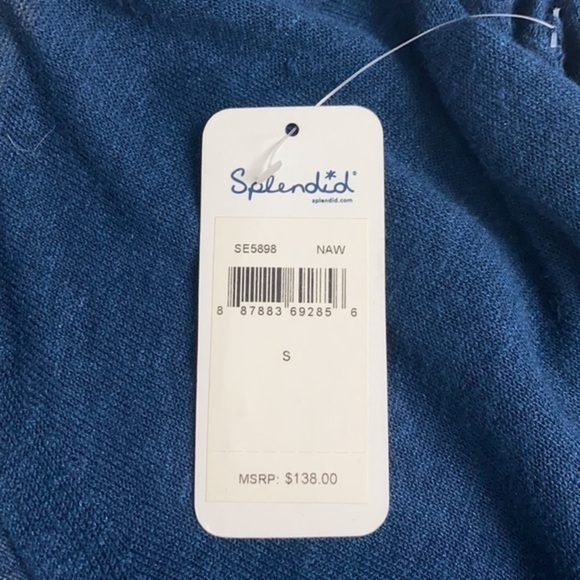 Splendid®
splendid.com
SE5898 NAW
8 87883 69285 6
S
MSRP: $138.00